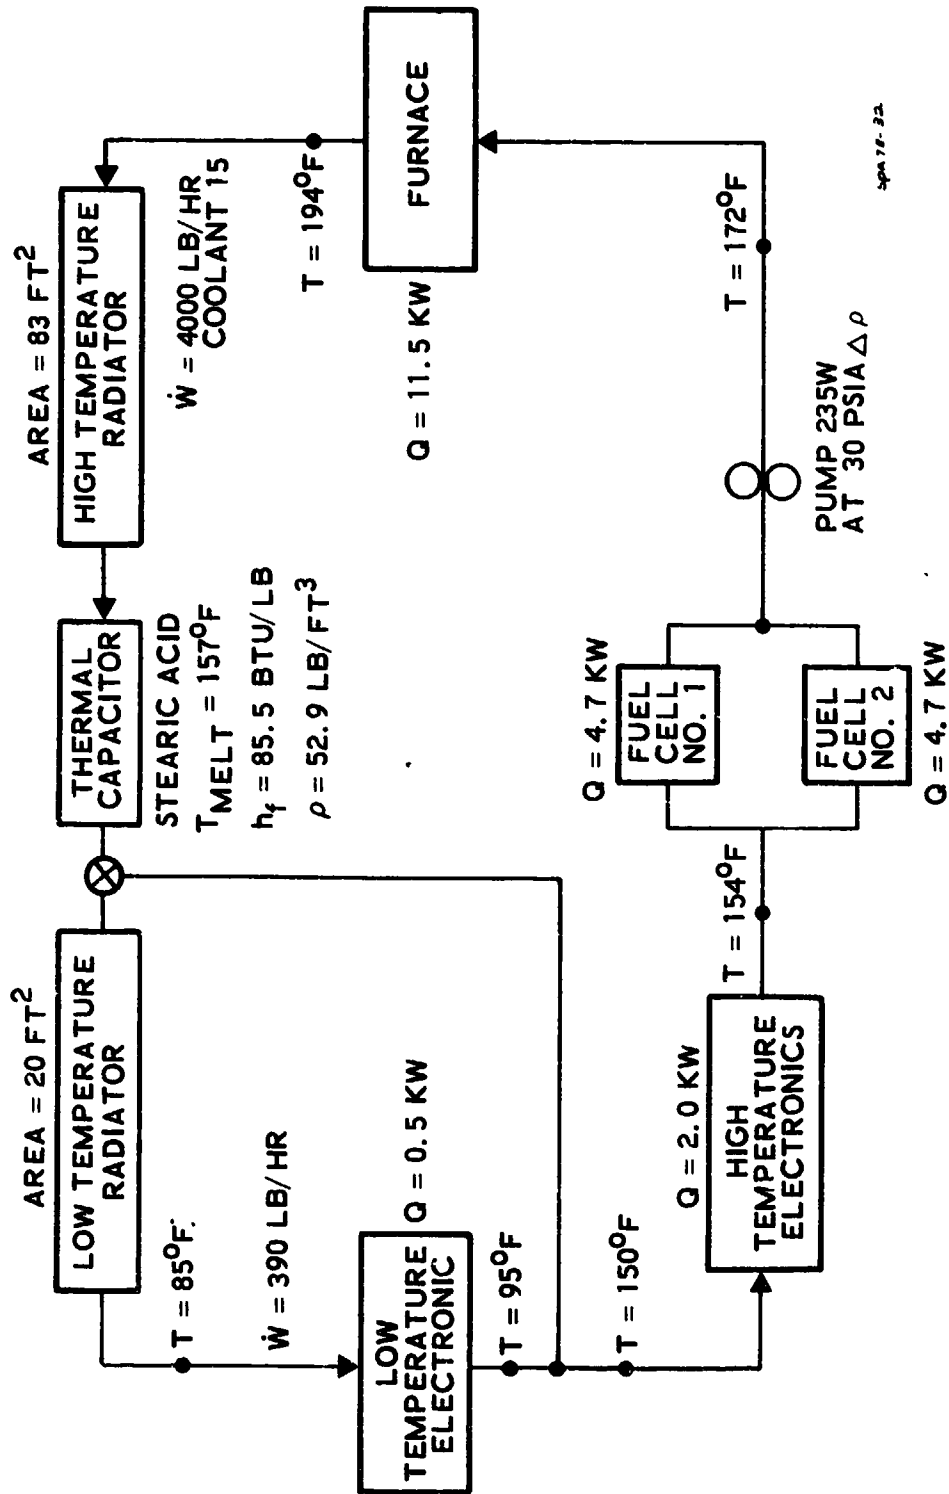 AREA = 20 FT2
LOW TEMPERATURE
RADIATOR
THERMAL
CAPACITOR
STEARIC ACID
TMELT = 157°F
hf = 85.5 BTU/LB
ρ = 52.9 LB/FT3
AREA = 83 FT2
HIGH TEMPERATURE
RADIATOR
Ẇ = 4000 LB/HR
COOLANT 15
T = 194°F
T = 85°F.
Ẇ = 390 LB/HR
LOW
TEMPERATURE
ELECTRONIC
Q = 0.5 KW
T = 95°F
T = 150°F
Q = 2.0 KW
HIGH
TEMPERATURE
ELECTRONICS
T = 154°F
Q = 4.7 KW
FUEL
CELL
NO. 1
FUEL
CELL
NO. 2
Q = 4.7 KW
PUMP 235W
AT 30 PSIA Δρ
T = 172°F
Q = 11.5 KW
FURNACE